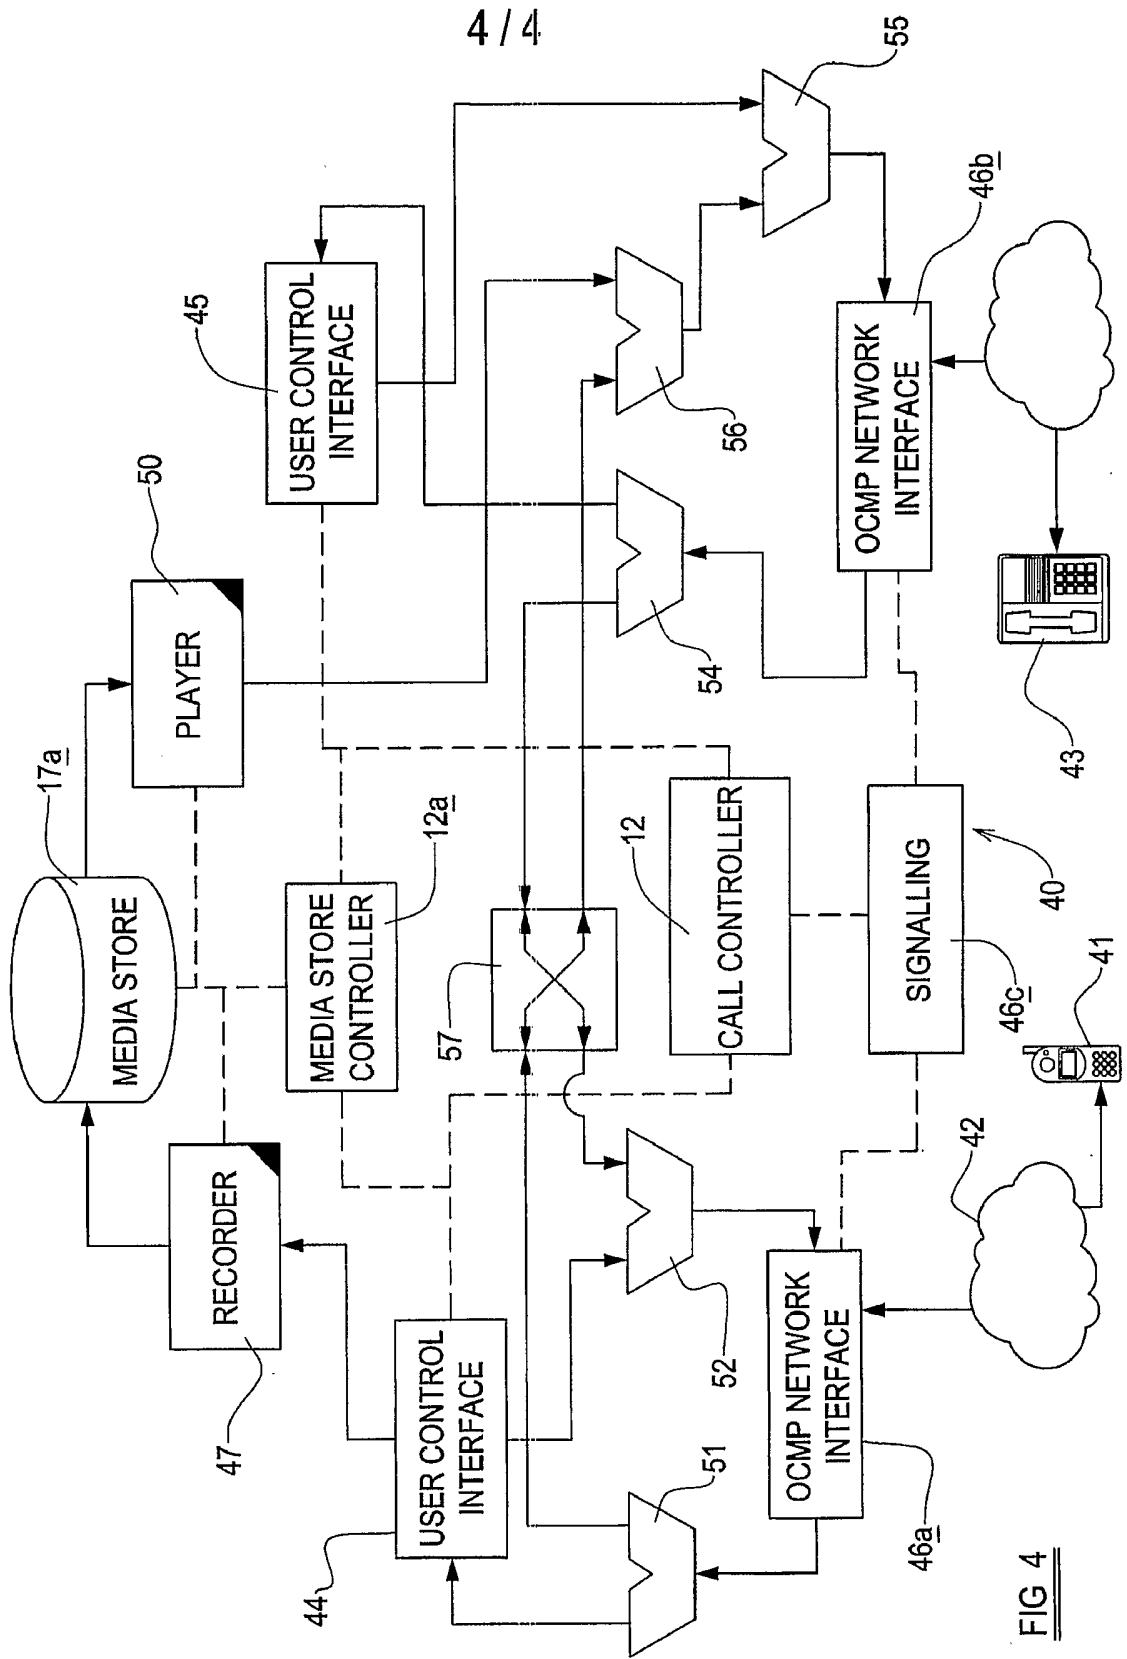 4/4
MEDIA STORE
17a
RECORDER
47
PLAYER
50
MEDIA STORE
CONTROLLER
12a
USER CONTROL
INTERFACE
44
USER CONTROL
INTERFACE
45
57
CALL CONTROLLER
12
51
52
54
56
55
OCMP NETWORK
INTERFACE
46a
SIGNALLING
46c
OCMP NETWORK
INTERFACE
46b
40
42
41
43
FIG 4